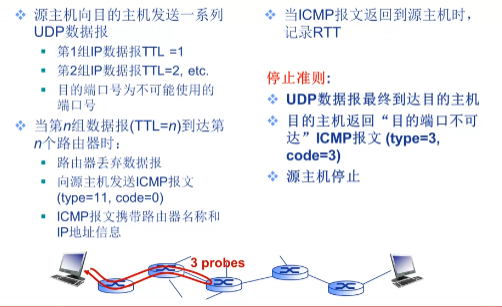 源主机向目的主机发送一系列
UDP数据报
第1组IP数据报TTL =1
第2组IP数据报TTL=2, etc.
目的端口号为不可能使用的
端口号
当第n组数据报(TTL=n)到达第
n个路由器时:
路由器丢弃数据报
向源主机发送ICMP报文
(type=11, code=0)
ICMP报文携带路由器名称和
IP地址信息
当ICMP报文返回到源主机时,
记录RTT
停止准则:
UDP数据报最终到达目的主机
目的主机返回“目的端口不可
达”ICMP报文 (type=3,
code=3)
源主机停止
3 probes